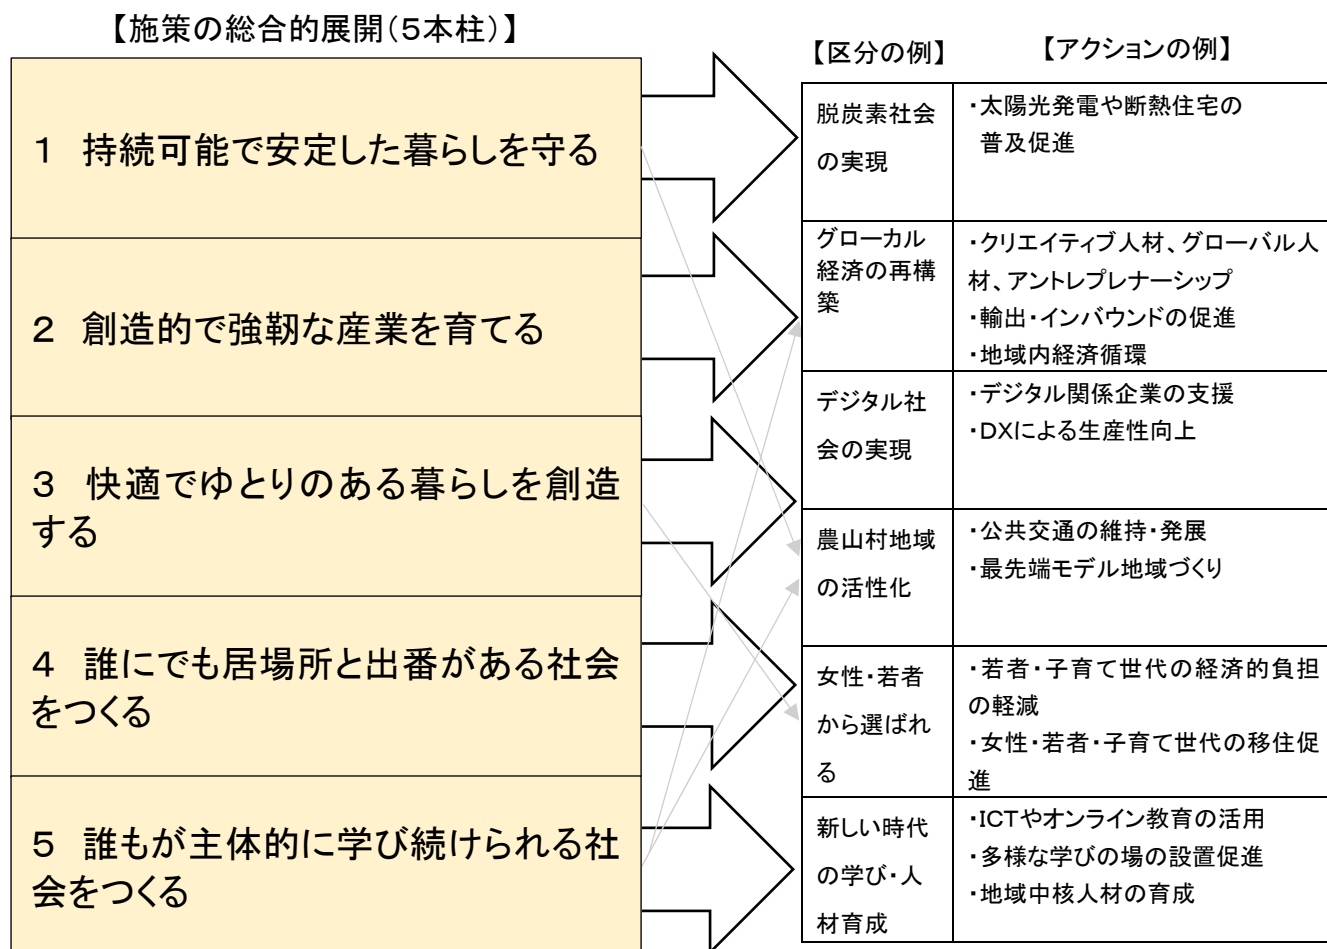 【施策の総合的展開(5本柱)】
1 持続可能で安定した暮らしを守る
2 創造的で強靭な産業を育てる
3 快適でゆとりのある暮らしを創造
する
4 誰にでも居場所と出番がある社会
をつくる
5 誰もが主体的に学び続けられる社
会をつくる
【区分の例】
【アクションの例】
脱炭素社会
の実現
・太陽光発電や断熱住宅の
普及促進
グローカル
経済の再構
築
・クリエイティブ人材、グローバル人
材、アントレプレナーシップ
・輸出・インバウンドの促進
・地域内経済循環
デジタル社
会の実現
・デジタル関係企業の支援
・DXによる生産性向上
農山村地域
の活性化
・公共交通の維持・発展
・最先端モデル地域づくり
女性・若者
から選ばれ
る
・若者・子育て世代の経済的負担
の軽減
・女性・若者・子育て世代の移住促
進
新しい時代
の学び・人
材育成
・ICTやオンライン教育の活用
・多様な学びの場の設置促進
・地域中核人材の育成